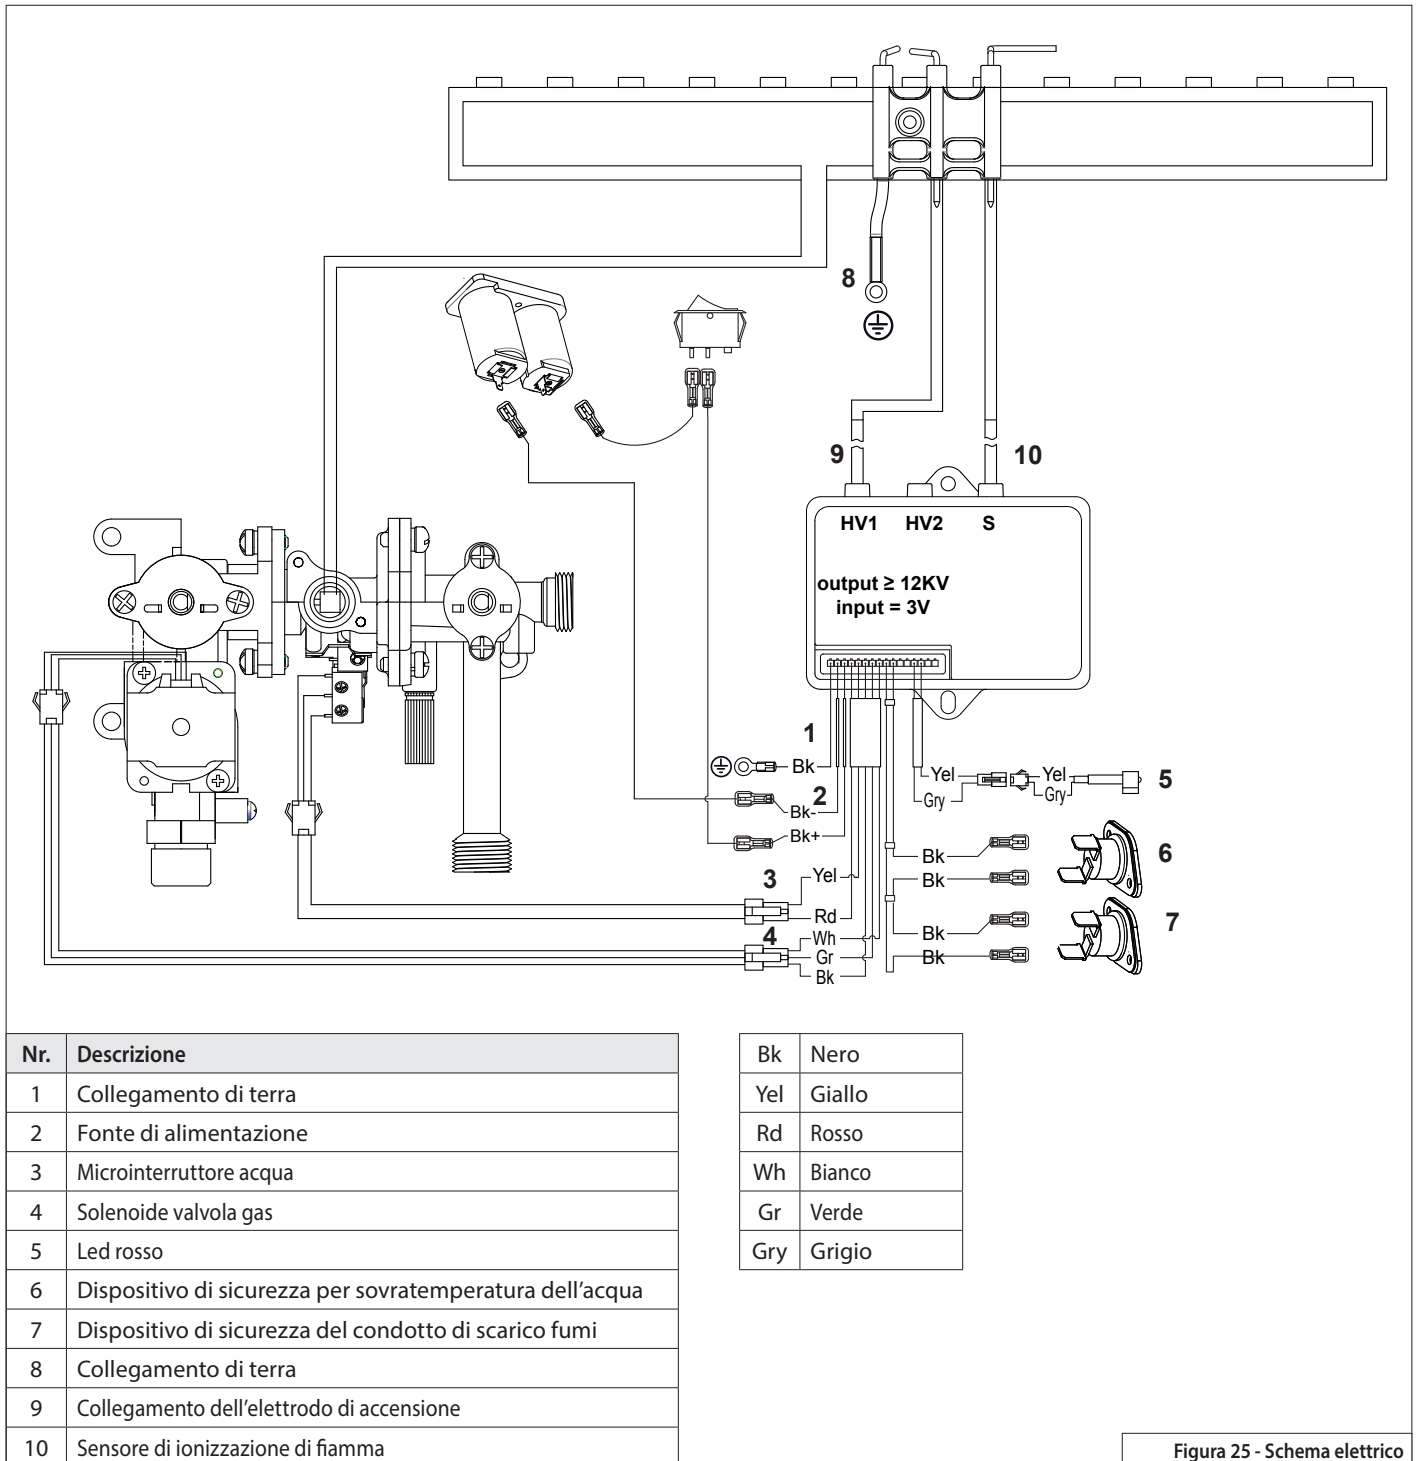 8
9
10
HV1 HV2 S
output ≥ 12KV
input = 3V
1
Bk
2
Bk-
Bk+
Yel Yel
Gry Gry
5
Bk
Bk
6
3
Yel
Rd
Bk
Bk
7
4
Wh
Gr
Bk
Nr. Descrizione
1 Collegamento di terra
2 Fonte di alimentazione
3 Microinterruttore acqua
4 Solenoide valvola gas
5 Led rosso
6 Dispositivo di sicurezza per sovratemperatura dell’acqua
7 Dispositivo di sicurezza del condotto di scarico fumi
8 Collegamento di terra
9 Collegamento dell’elettrodo di accensione
10 Sensore di ionizzazione di fiamma
Bk Nero
Yel Giallo
Rd Rosso
Wh Bianco
Gr Verde
Gry Grigio
Figura 25 - Schema elettrico